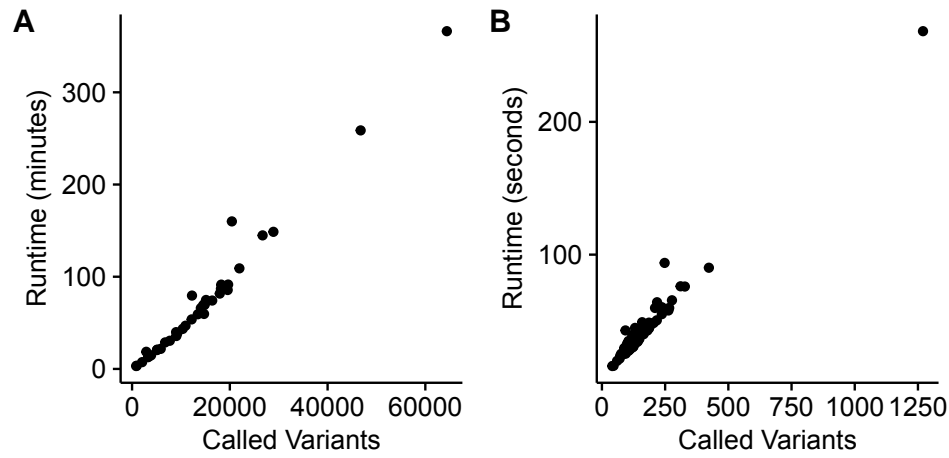 A
Runtime (minutes)
300
200
100
0
0 20000 40000 60000
Called Variants
B
Runtime (seconds)
200
100
0 250 500 750 1000 1250
Called Variants